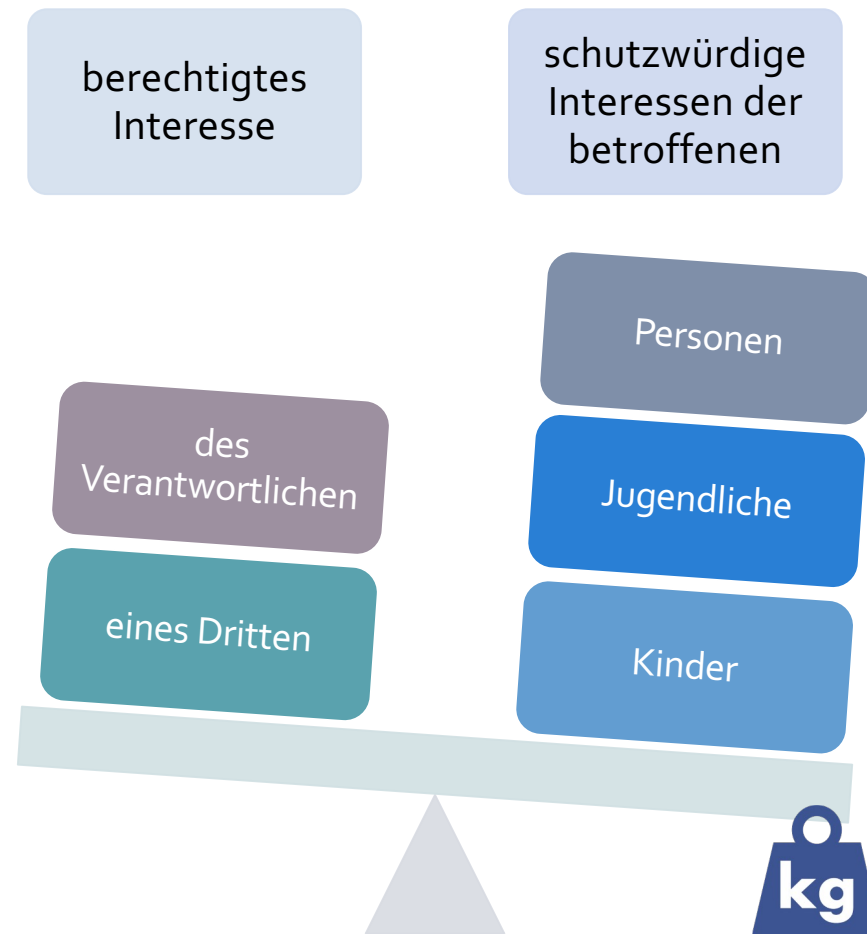 berechtigtes
Interesse
schutzwürdige
Interessen der
betroffenen
des
Verantwortlichen
eines Dritten
Personen
Jugendliche
Kinder
kg